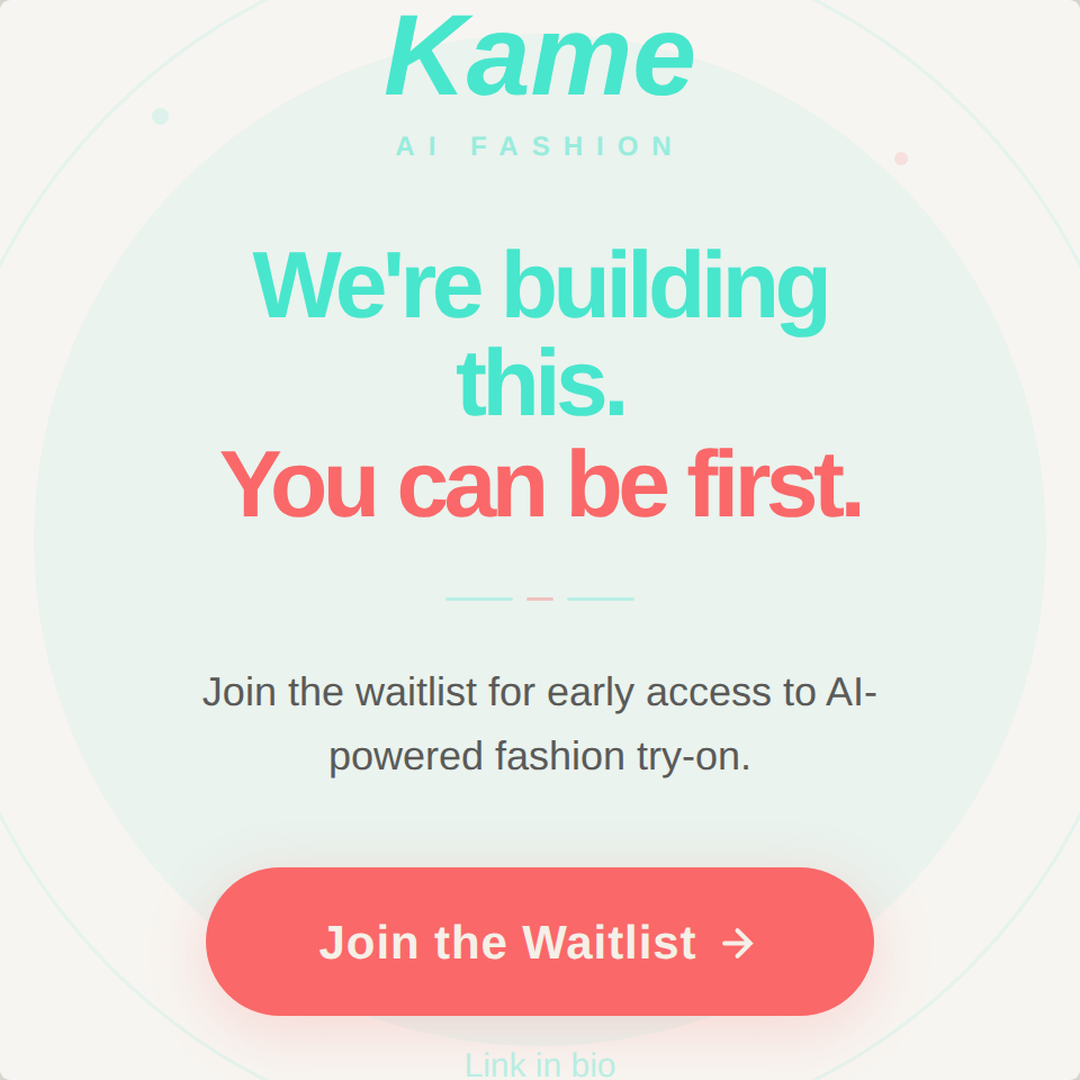 Kame
AI FASHION
We're building
this.
You can be first.
Join the waitlist for early access to AI-
powered fashion try-on.
Join the Waitlist →
Link in bio